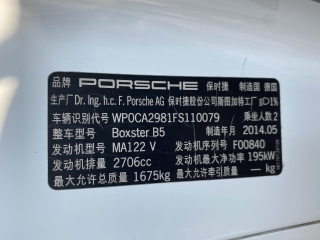 品牌 PORSCHE 保时捷 制造国 德国
生产厂 Dr. Ing. h.c. F. Porsche AG 保时捷股份公司斯图加特工厂
车辆识别代号 WP0CA2981FS110079 乘坐人数 2
整车型号 Boxster B5 制造年月 2014.05
发动机型号 MA122 V 发动机序列号 F00840
发动机排量 2706cc 发动机最大净功率 195kW
最大允许总质量 1675kg 最大允许牵引质量 — kg